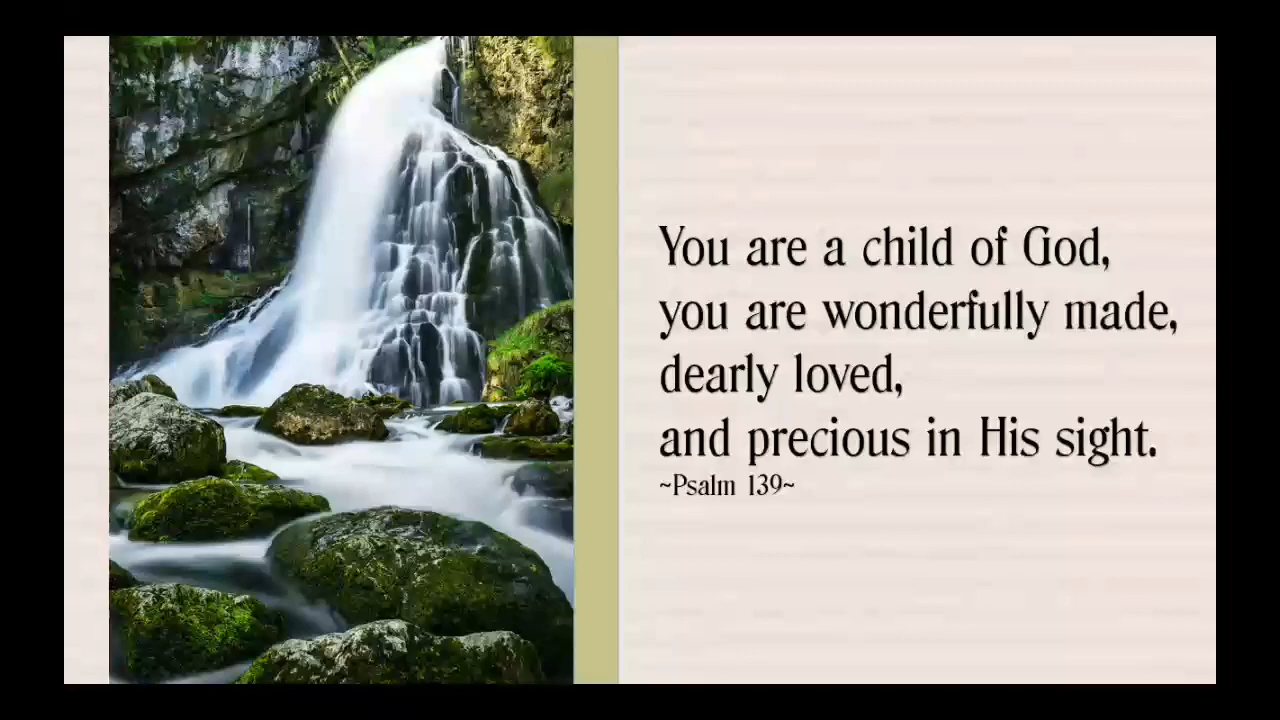 You are a child of God,
you are wonderfully made,
dearly loved,
and precious in His sight.
~Psalm 139~